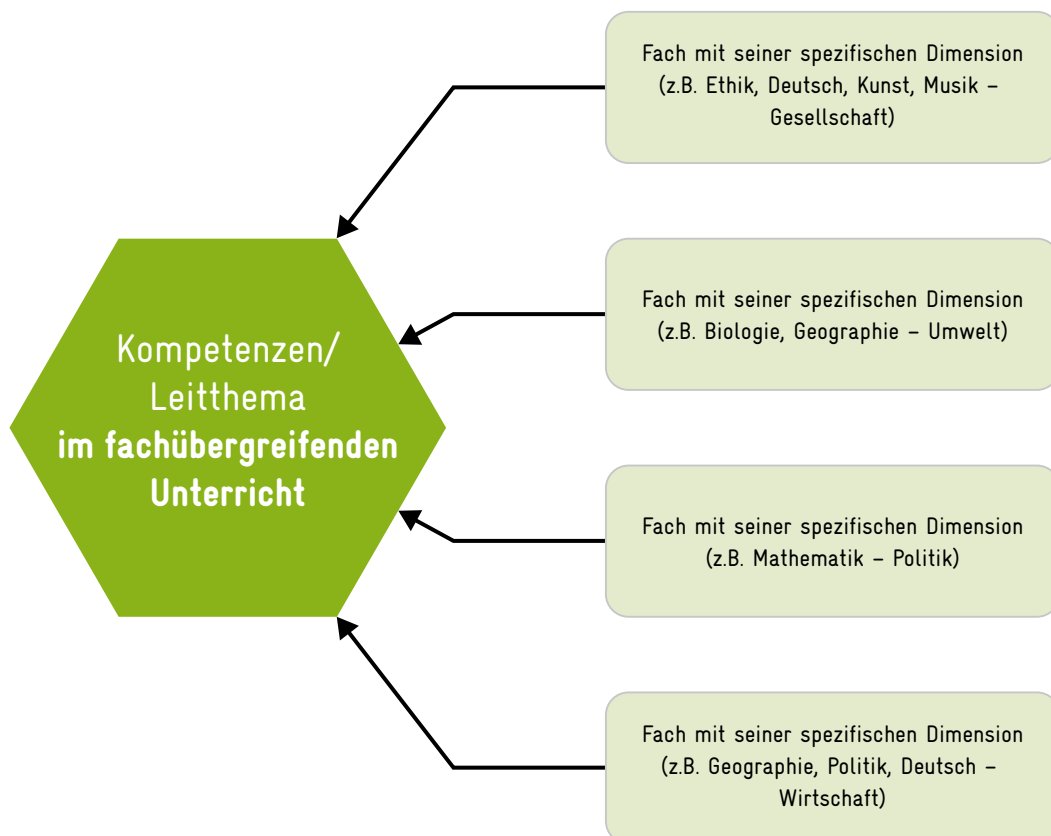 Kompetenzen/
Leitthema
im fachübergreifenden
Unterricht
Fach mit seiner spezifischen Dimension
(z.B. Ethik, Deutsch, Kunst, Musik –
Gesellschaft)
Fach mit seiner spezifischen Dimension
(z.B. Biologie, Geographie – Umwelt)
Fach mit seiner spezifischen Dimension
(z.B. Mathematik – Politik)
Fach mit seiner spezifischen Dimension
(z.B. Geographie, Politik, Deutsch –
Wirtschaft)